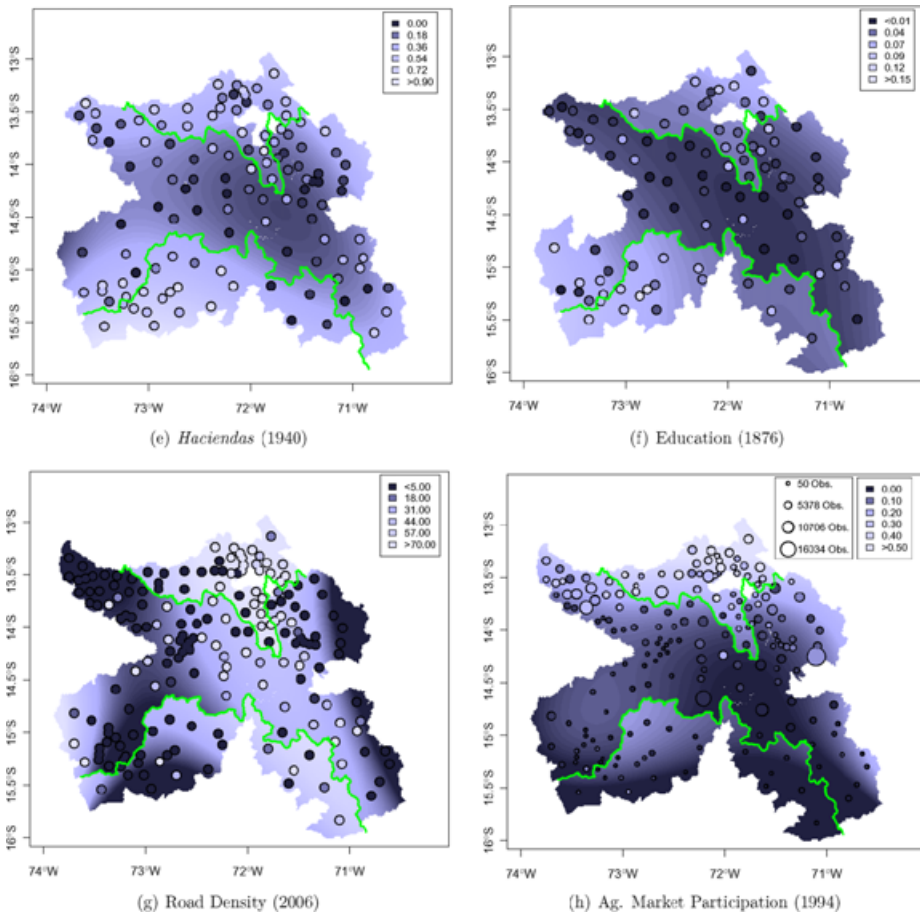 0.00
0.18
0.36
0.54
0.72
>0.90
13°S
13.5°S
14°S
14.5°S
15°S
15.5°S
16°S
74°W
73°W
72°W
71°W
(e) Haciendas (1940)
<0.01
0.04
0.07
0.09
0.12
>0.15
13°S
13.5°S
14°S
14.5°S
15°S
15.5°S
16°S
74°W
73°W
72°W
71°W
(f) Education (1876)
<5.00
18.00
31.00
44.00
57.00
>70.00
13°S
13.5°S
14°S
14.5°S
15°S
15.5°S
16°S
74°W
73°W
72°W
71°W
(g) Road Density (2006)
50 Obs.
5378 Obs.
10706 Obs.
16334 Obs.
0.00
0.10
0.20
0.30
0.40
>0.50
13°S
13.5°S
14°S
14.5°S
15°S
15.5°S
16°S
74°W
73°W
72°W
71°W
(h) Ag. Market Participation (1994)